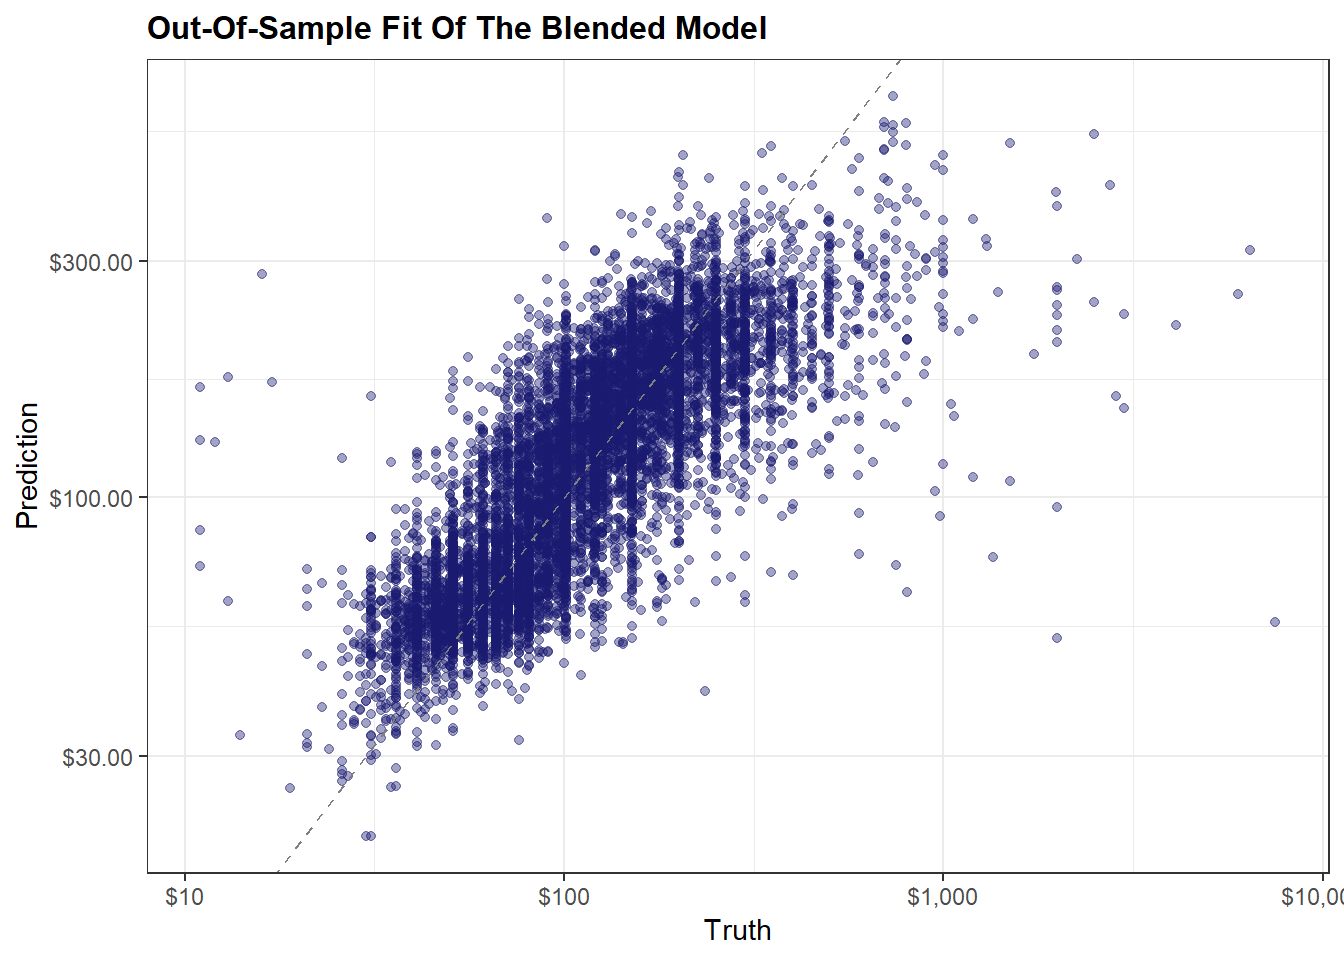 Out-Of-Sample Fit Of The Blended Model
Prediction
$300.00
$100.00
$30.00
$10
$100
$1,000
Truth